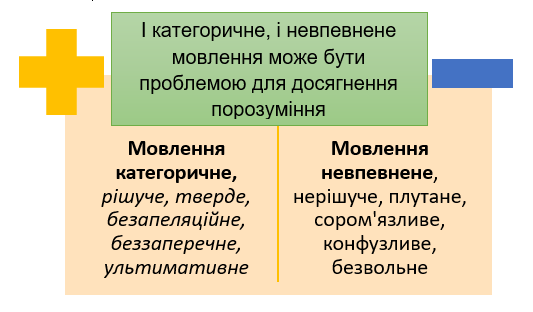 І категоричне, і невпевнене
мовлення може бути
проблемою для досягнення
порозуміння
Мовлення
категоричне,
рішуче, тверде,
безапеляційне,
беззаперечне,
ультимативне
Мовлення
невпевнене,
нерішуче, плутане,
сором'язливе,
конфузливе,
безвольне